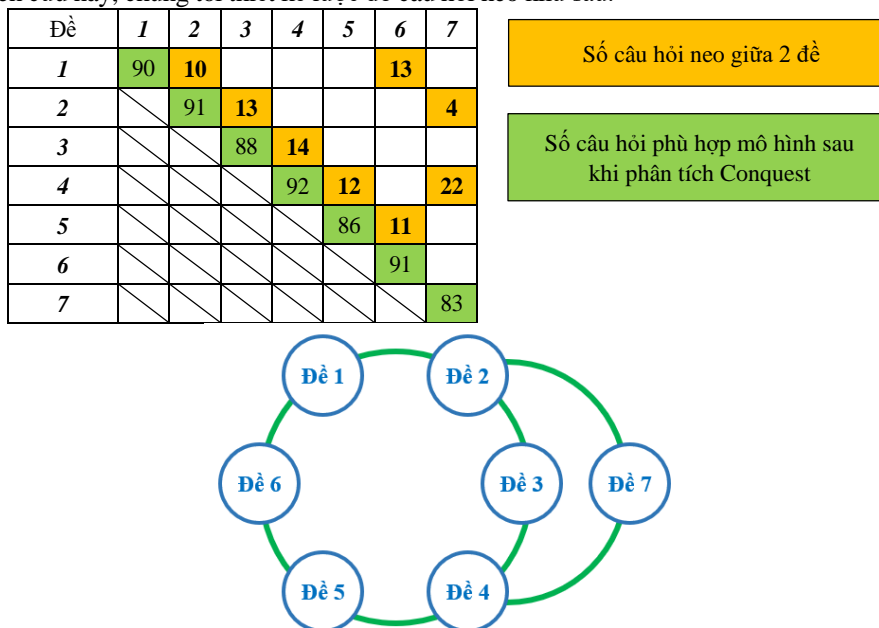 Đề 1 2 3 4 5 6 7
1 90 10 13
2 91 13 4
3 88 14
4 92 12 22
5 86 11
6 91
7 83
Số câu hỏi neo giữa 2 đề
Số câu hỏi phù hợp mô hình sau
khi phân tích Conquest
Đề 1
Đề 2
Đề 6
Đề 3
Đề 7
Đề 5
Đề 4